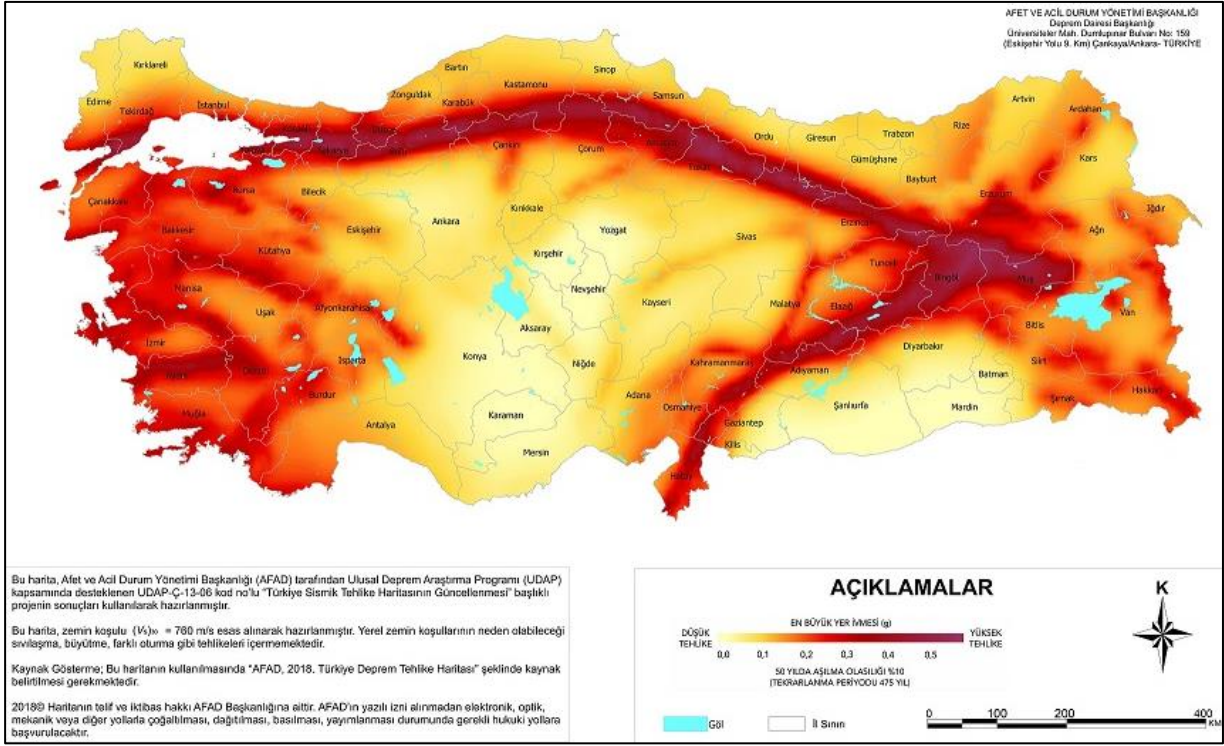 AFET VE ACİL DURUM YÖNETİMİ BAŞKANLIĞI
Deprem Dairesi Başkanlığı
Üniversiteler Mah. Dumlupınar Bulvarı No: 159
(Eskişehir Yolu 9. Km) Çankaya/Ankara- TÜRKİYE
Kırklareli
Edirne
Tekirdağ
İstanbul
Bartın
Zonguldak
Karabük
Kastamonu
Sinop
Samsun
Ordu
Giresun
Trabzon
Rize
Artvin
Ardahan
Kars
Gümüşhane
Bayburt
Erzurum
Iğdır
Ağrı
Çankırı
Çorum
Tokat
Çanakkale
Bursa
Bilecik
Balıkesir
Eskişehir
Kütahya
Ankara
Kırıkkale
Yozgat
Sivas
Erzincan
Tunceli
Bingöl
Muş
Van
Bitlis
Kırşehir
Nevşehir
Kayseri
Malatya
Elazığ
Manisa
Uşak
Afyonkarahisar
İzmir
Aksaray
Konya
Niğde
Kahramanmaraş
Adıyaman
Diyarbakır
Batman
Siirt
Hakkari
Şırnak
Mardin
Şanlıurfa
Isparta
Burdur
Muğla
Antalya
Karaman
Mersin
Adana
Osmaniye
Gaziantep
Kilis
Hatay
Bu harita, Afet ve Acil Durum Yönetimi Başkanlığı (AFAD) tarafından Ulusal Deprem Araştırma Programı (UDAP)
kapsamında desteklenen UDAP-Ç-13-06 kod no'lu "Türkiye Sismik Tehlike Haritasının Güncellenmesi" başlıklı
projenin sonuçları kullanılarak hazırlanmıştır.
Bu harita, zemin koşulu (Vs)30 = 760 m/s esas alınarak hazırlanmıştır. Yerel zemin koşullarının neden olabileceği
sıvılaşma, büyütme, farklı oturma gibi tehlikeleri içermemektedir.
Kaynak Gösterme; Bu haritanın kullanılmasında "AFAD, 2018. Türkiye Deprem Tehlike Haritası" şeklinde kaynak
belirtilmesi gerekmektedir.
2018© Haritanın telif ve iktibas hakkı AFAD Başkanlığına aittir. AFAD'ın yazılı izni alınmadan elektronik, optik,
mekanik veya diğer yollarla çoğaltılması, dağıtılması, basılması, yayımlanması durumunda gerekli hukuki yollara
başvurulacaktır.
AÇIKLAMALAR
EN BÜYÜK YER İVMESİ (g)
DÜŞÜK
TEHLİKE
YÜKSEK
TEHLİKE
0,0 0,1 0,2 0,3 0,4 0,5
50 YILDA AŞILMA OLASILIĞI %10
(TEKRARLANMA PERİYODU 475 YIL)
Göl
İl Sınırı
K
0 100 200 400
KM